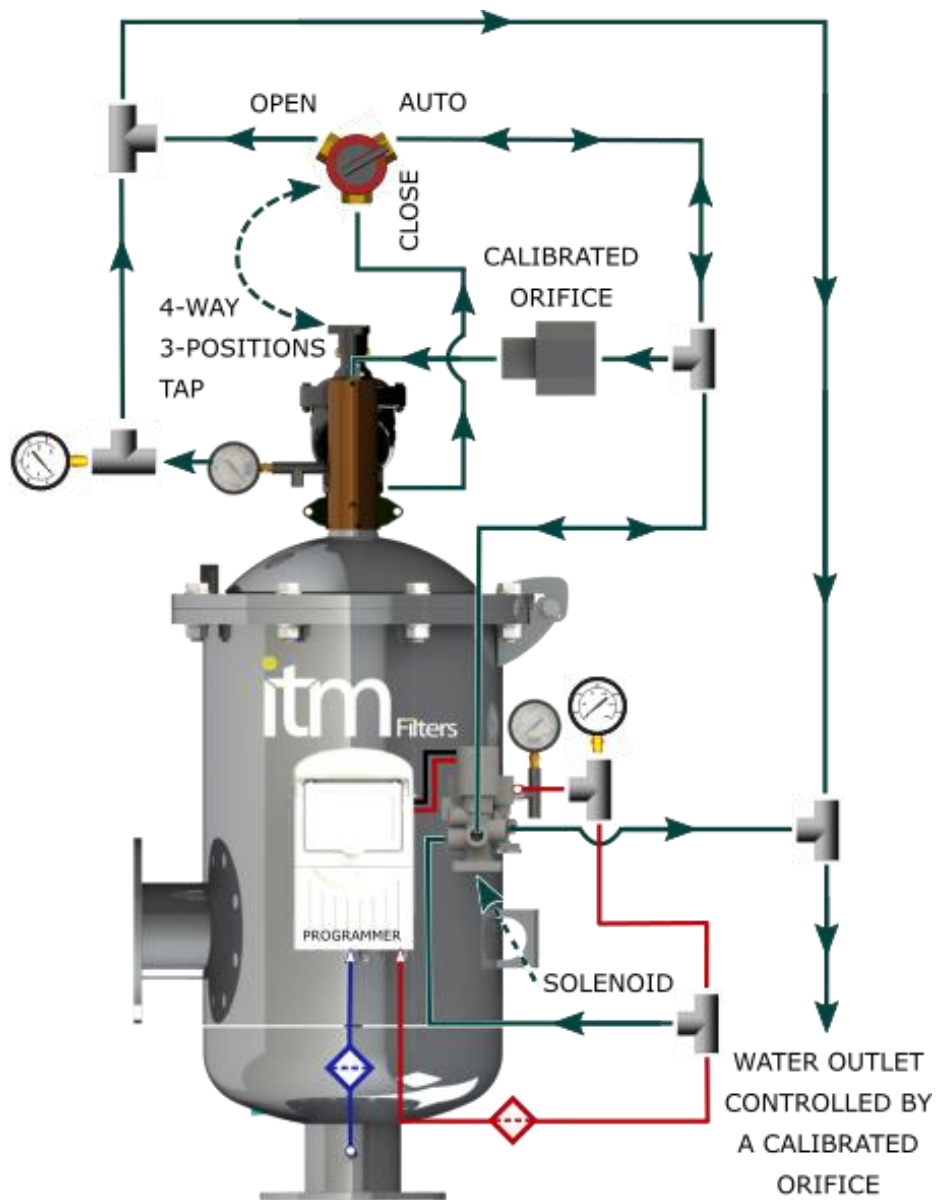 OPEN
AUTO
CLOSE
CALIBRATED
ORIFICE
4-WAY
3-POSITIONS
TAP
itm
Filters
PROGRAMMER
SOLENOID
WATER OUTLET
CONTROLLED BY
A CALIBRATED
ORIFICE